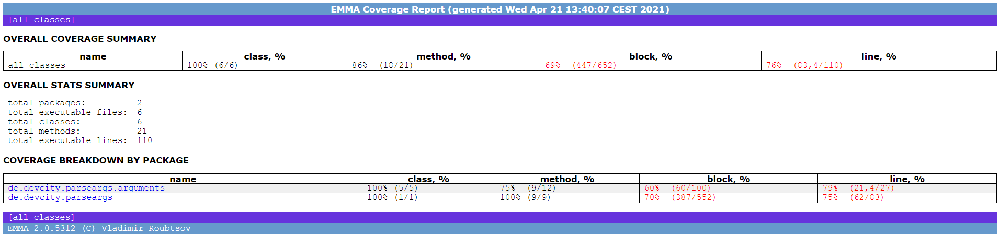 EMMA Coverage Report (generated Wed Apr 21 13:40:07 CEST 2021)
[all classes]
OVERALL COVERAGE SUMMARY
name class, % method, % block, % line, %
all classes 100% (6/6) 86% (18/21) 69% (447/652) 76% (83,4/110)
OVERALL STATS SUMMARY
total packages: 2
total executable files: 6
total classes: 6
total methods: 21
total executable lines: 110
COVERAGE BREAKDOWN BY PACKAGE
name class, % method, % block, % line, %
de.devcity.parseargs.arguments 100% (5/5) 75% (9/12) 60% (60/100) 79% (21,4/27)
de.devcity.parseargs 100% (1/1) 100% (9/9) 70% (387/552) 75% (62/83)
[all classes]
EMMA 2.0.5312 (C) Vladimir Roubtsov